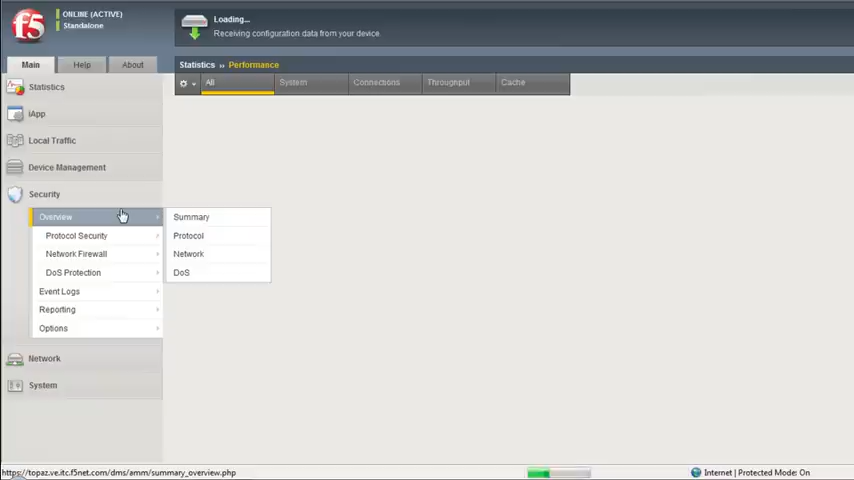 f5
ONLINE (ACTIVE)
Standalone
Loading...
Receiving configuration data from your device.
Main
Help
About
Statistics » Performance
All
System
Connections
Throughput
Cache
Statistics
iApp
Local Traffic
Device Management
Security
Overview
Protocol Security
Network Firewall
DoS Protection
Event Logs
Reporting
Options
Summary
Protocol
Network
DoS
Network
System
https://topaz.ve.itc.f5net.com/dms/amm/summary_overview.php
Internet | Protected Mode: On